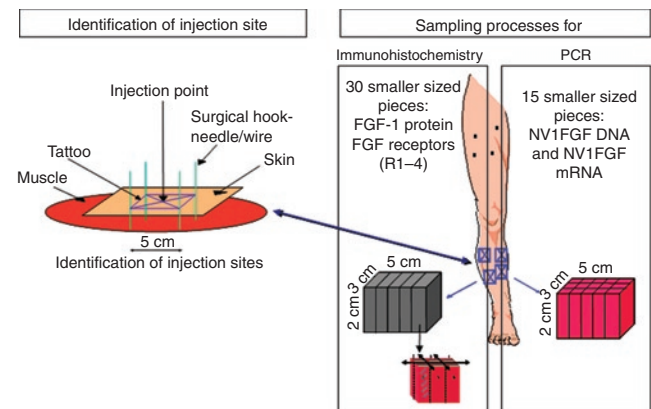 Identification of injection site
Injection point
Surgical hook-
needle/wire
Tattoo
Skin
Muscle
5 cm
Identification of injection sites
Sampling processes for
Immunohistochemistry
PCR
30 smaller sized
pieces:
FGF-1 protein
FGF receptors
(R1–4)
15 smaller sized
pieces:
NV1FGF DNA
and NV1FGF
mRNA
5 cm
3 cm
2 cm
5 cm
3 cm
2 cm